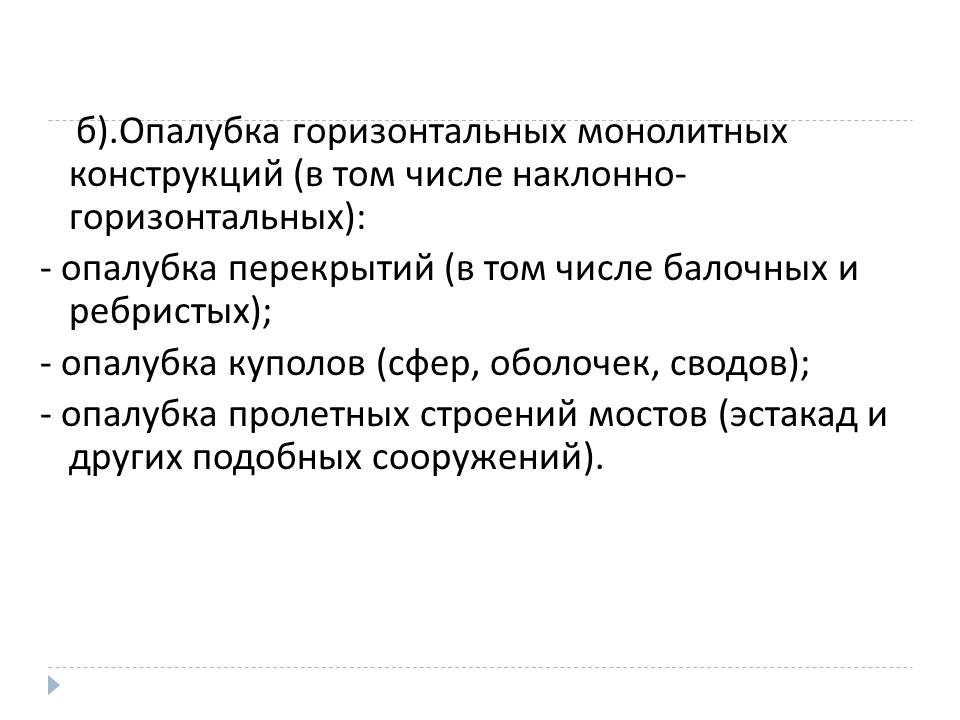 б).Опалубка горизонтальных монолитных
конструкций (в том числе наклонно-
горизонтальных):
- опалубка перекрытий (в том числе балочных и
ребристых);
- опалубка куполов (сфер, оболочек, сводов);
- опалубка пролетных строений мостов (эстакад и
других подобных сооружений).